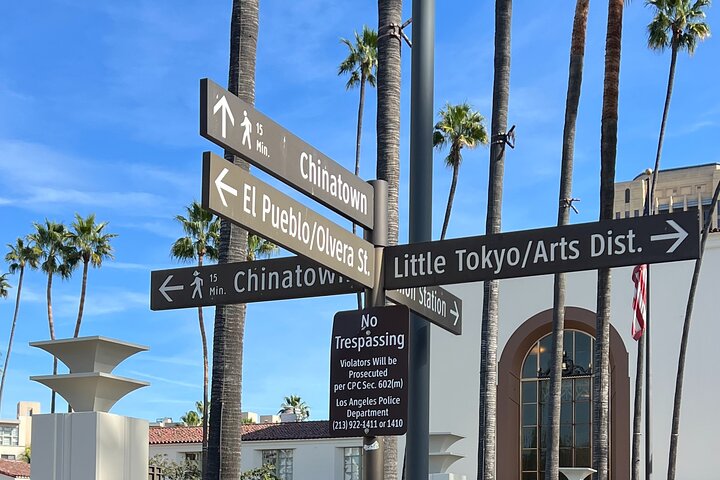 15
Min.
Chinatown
El Pueblo/Olvera St.
15
Min.
Chinatown
Little Tokyo/Arts Dist.
ion Station
No
Trespassing
Violators Will be
Prosecuted
per CPC Sec. 602(m)
Los Angeles Police
Department
(213) 922-1411 or 1410